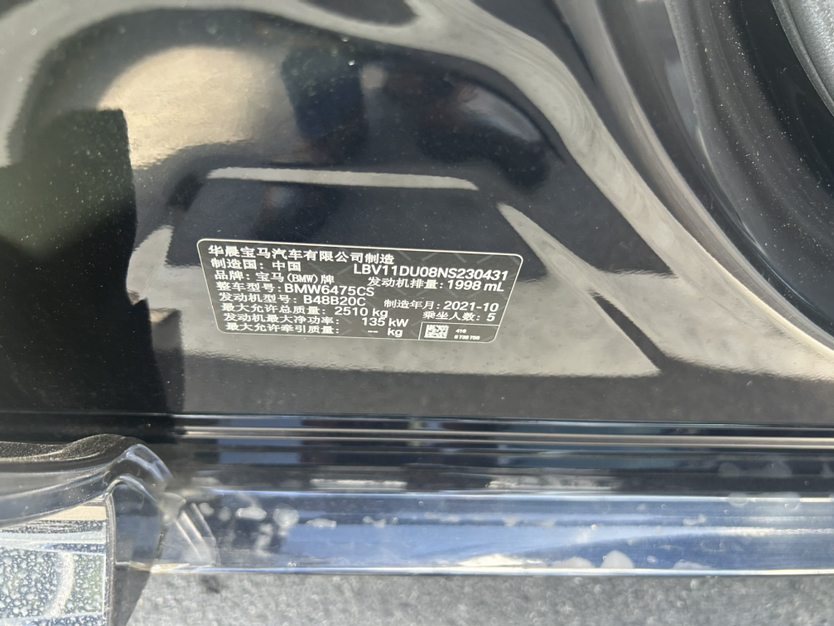 华晨宝马汽车有限公司制造
制造国：中国 LBV11DU08NS230431
品牌：宝马(BMW)牌 发动机排量：1998 mL
整车型号：BMW6475CS
发动机型号：B48B20C 制造年月：2021-10
最大允许总质量：2510 kg 乘坐人数：5
发动机最大净功率：135 kW
最大允许牵引质量：-- kg